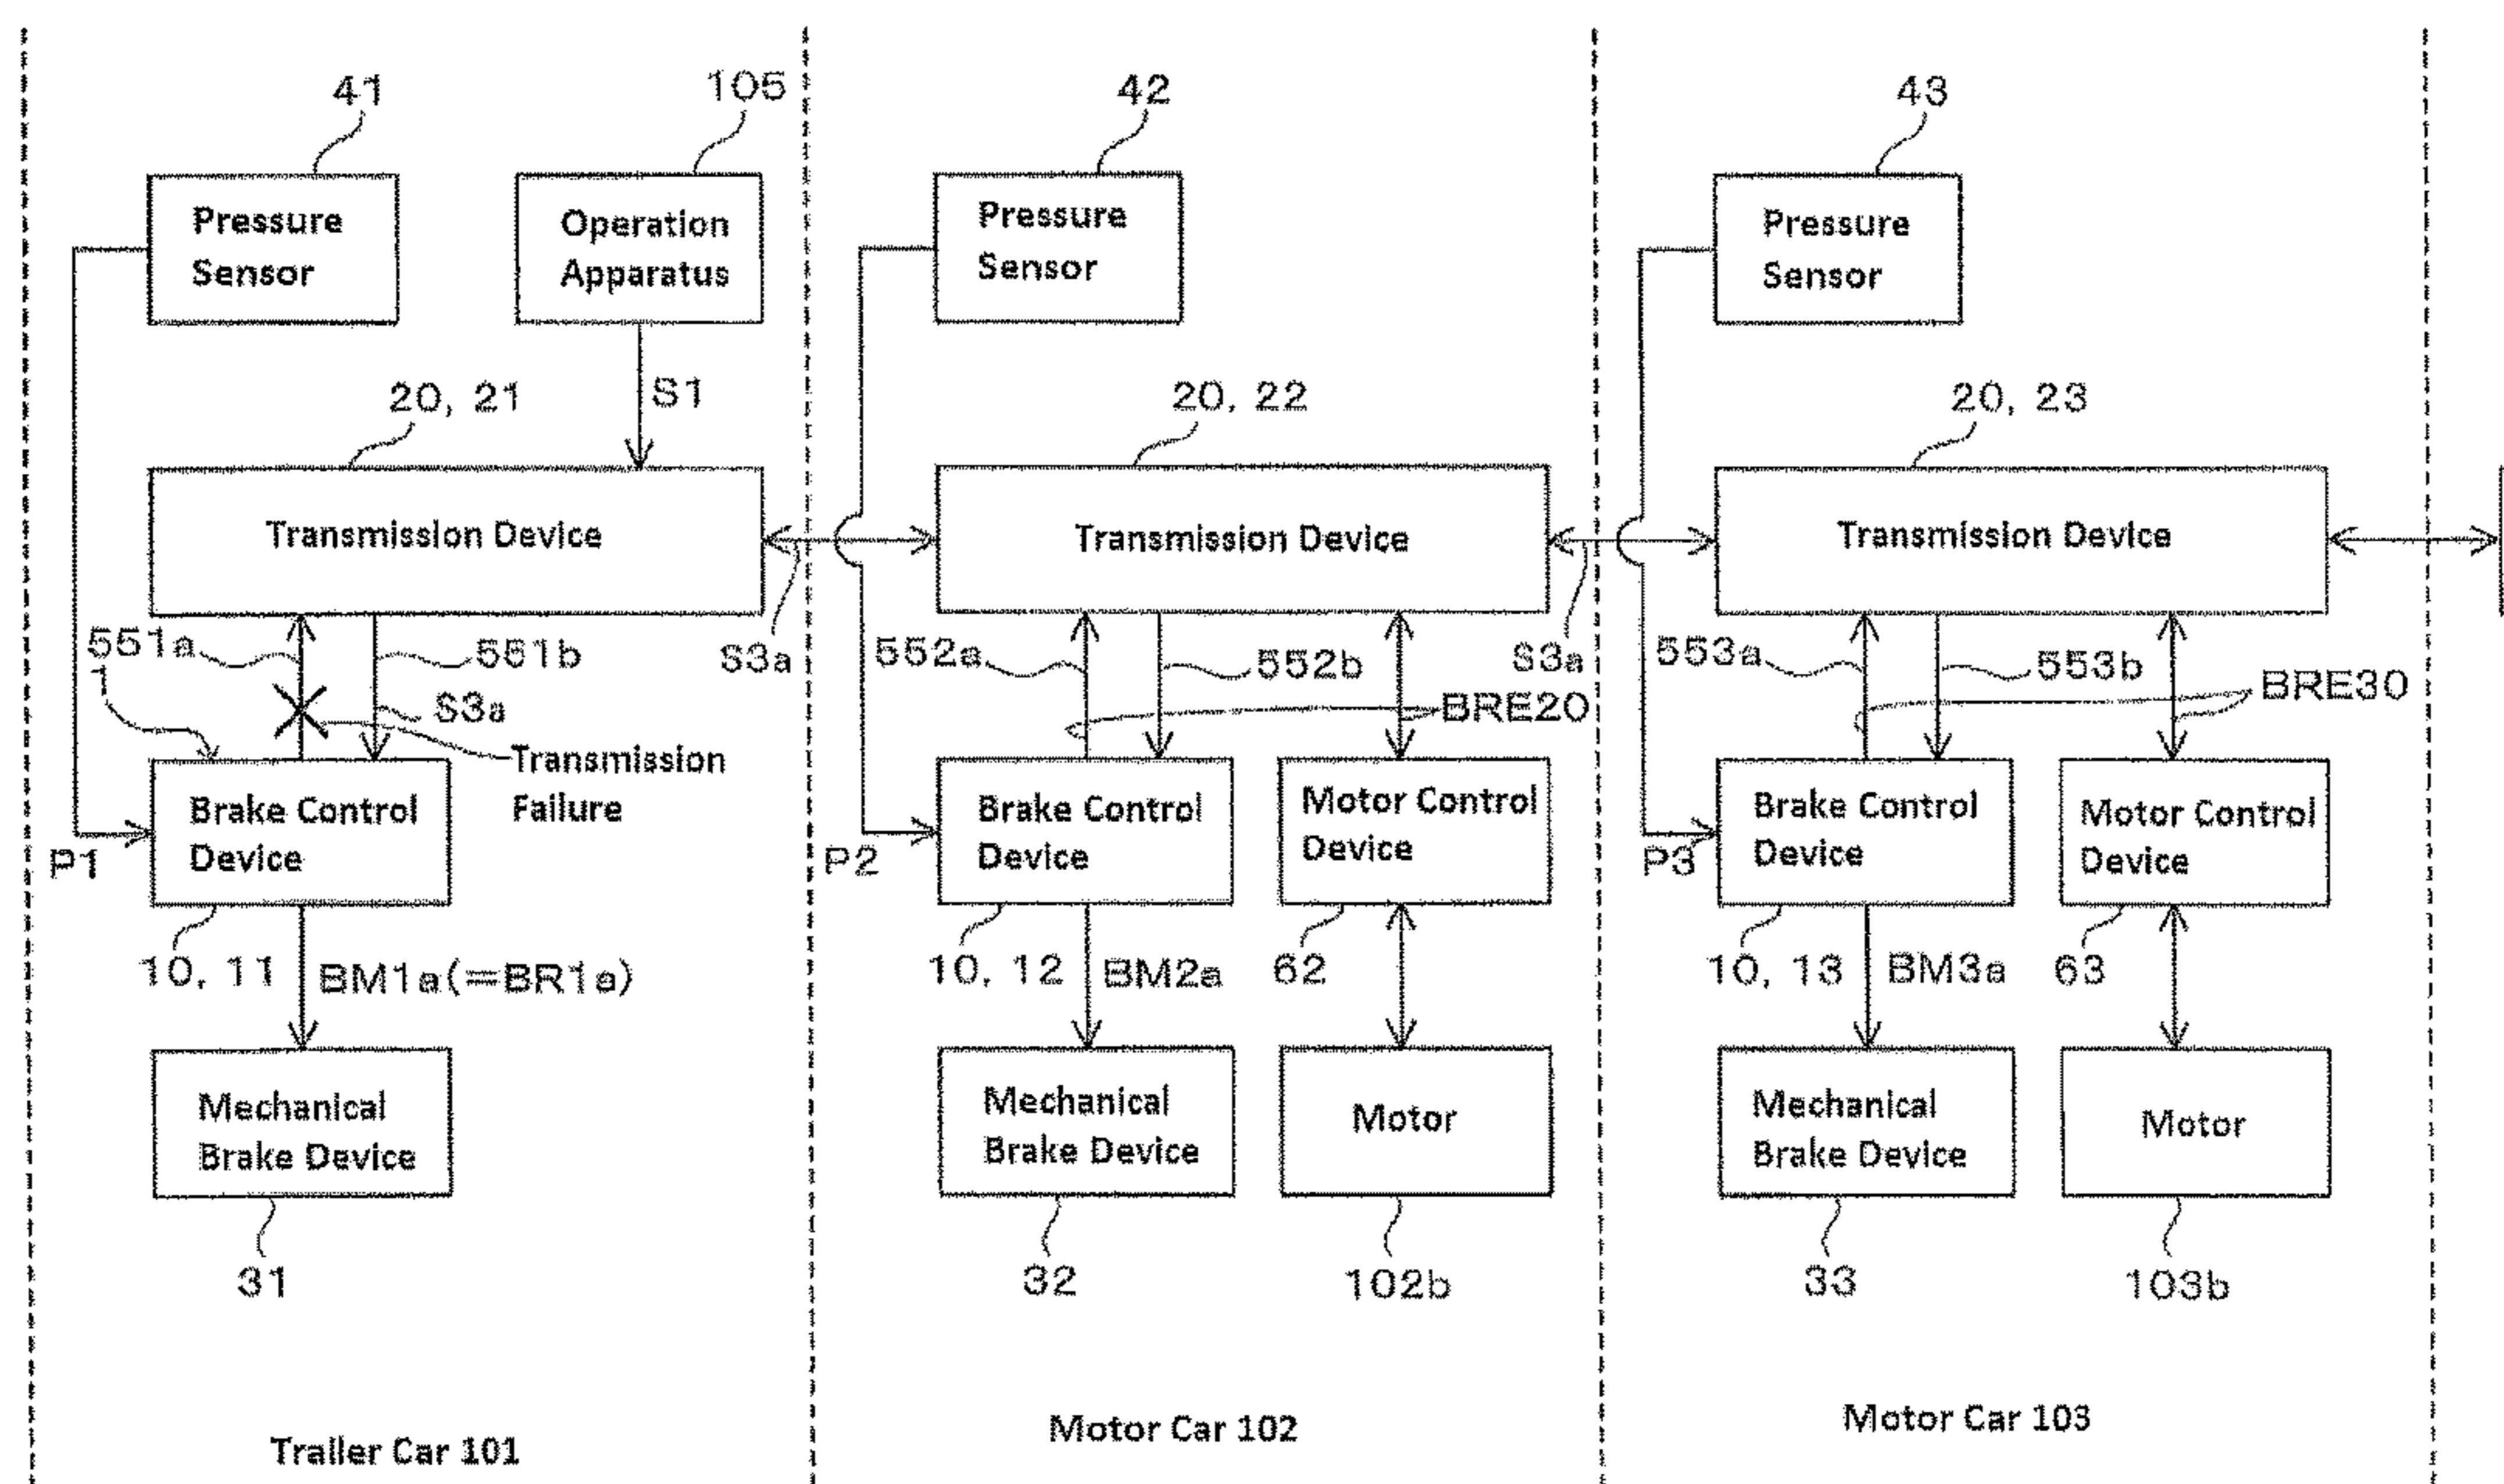 41
105
42
43
Pressure
Sensor
Operation
Apparatus
Pressure
Sensor
Pressure
Sensor
20, 21
S1
20, 22
20, 23
Transmission Device
Transmission Device
Transmission Device
551a
551b
S3a
552a
552b
S3a
553a
553b
1
S3a
BRE20
BRE30
Transmission
Failure
Brake Control
Device
Brake Control
Device
Motor Control
Device
Brake Control
Device
Motor Control
Device
P1
P2
P3
10, 11
BM1a(=BR1a)
10, 12
BM2a
62
10, 13
BM3a
63
Mechanical
Brake Device
Mechanical
Brake Device
Motor
Mechanical
Brake Device
Motor
31
32
102b
33
103b
Trailer Car 101
Motor Car 102
Motor Car 103